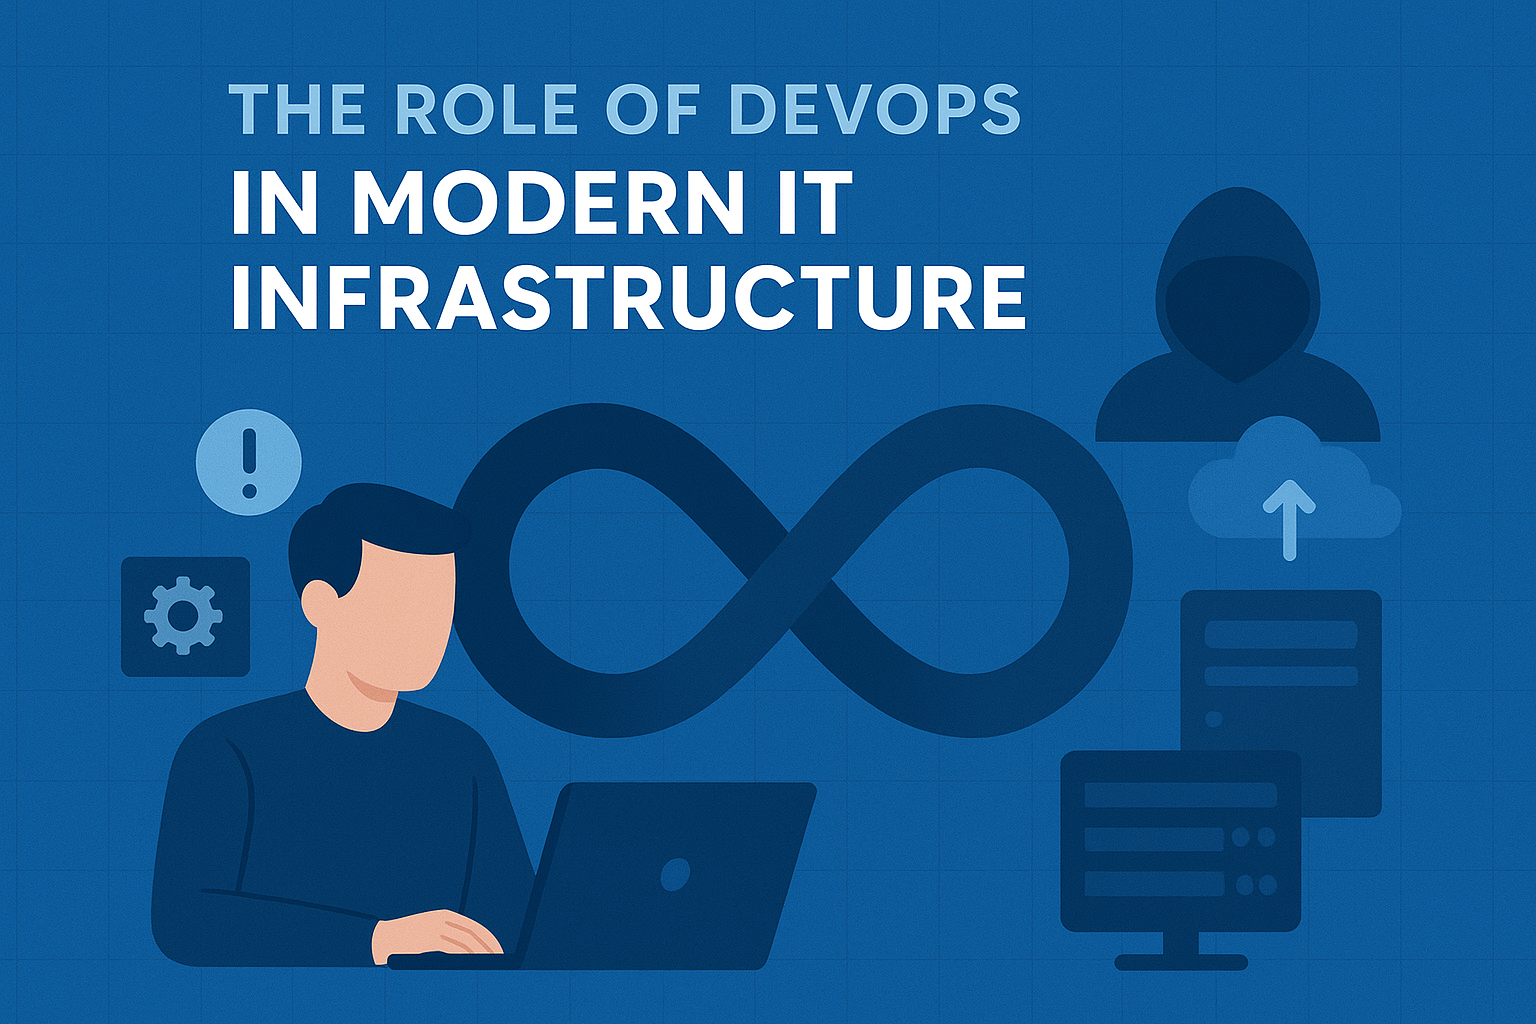 THE ROLE OF DEVOPS
IN MODERN IT
INFRASTRUCTURE